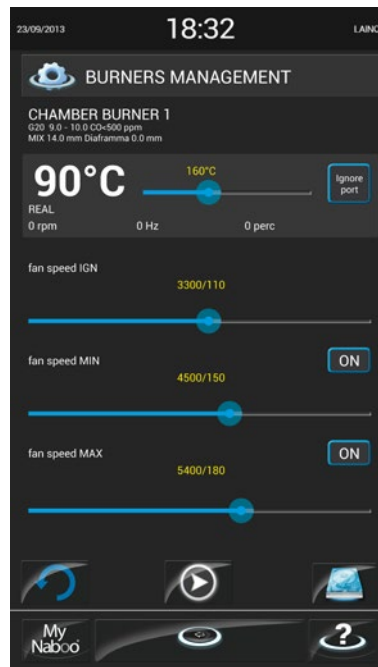 23/09/2013 18:32 LAINO
BURNERS MANAGEMENT
CHAMBER BURNER 1
G20 9.0 - 10.0 CO<500 ppm
MIX 14.0 mm Diaframma 0.0 mm
90°C 160°C Ignore port
REAL
0 rpm 0 Hz 0 perc
fan speed IGN
3300/110
fan speed MIN ON
4500/150
fan speed MAX ON
5400/180
My
Naboo
?